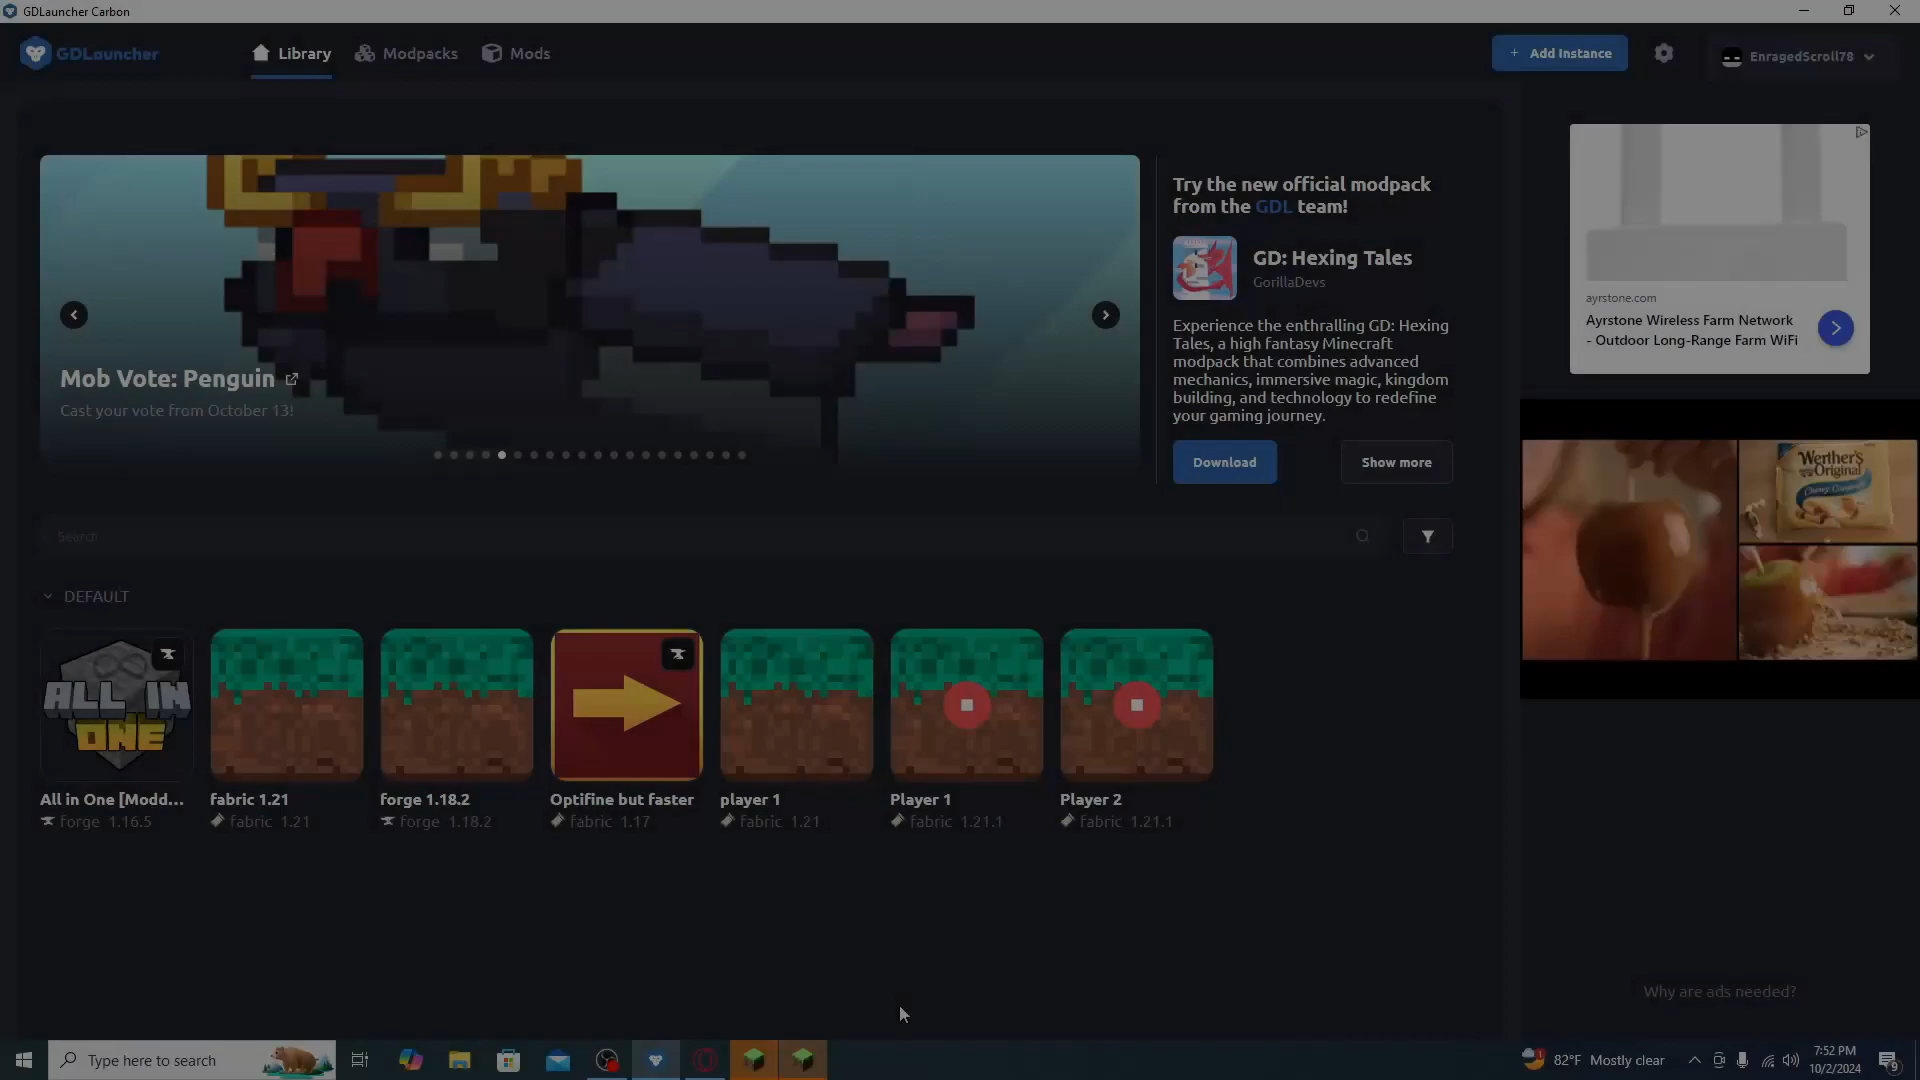 GDLauncher Carbon
GDLauncher
Library
Modpacks
Mods
+ Add Instance
EnragedScroll78
Try the new official modpack
from the GDL team!
GD: Hexing Tales
GorillaDevs
Experience the enthralling GD: Hexing
Tales, a high fantasy Minecraft
modpack that combines advanced
mechanics, immersive magic, kingdom
building, and technology to redefine
your gaming journey.
Download
Show more
Mob Vote: Penguin
Cast your vote from October 13!
ayrstone.com
Ayrstone Wireless Farm Network
- Outdoor Long-Range Farm WiFi
Werther's
Original
Chewy Caramels
Search
DEFAULT
ALL IN
ONE
All in One [Modd...
forge 1.16.5
fabric 1.21
fabric 1.21
forge 1.18.2
forge 1.18.2
Optifine but faster
fabric 1.17
player 1
fabric 1.21
Player 1
fabric 1.21.1
Player 2
fabric 1.21.1
Why are ads needed?
Type here to search
82°F Mostly clear
7:52 PM
10/2/2024
9